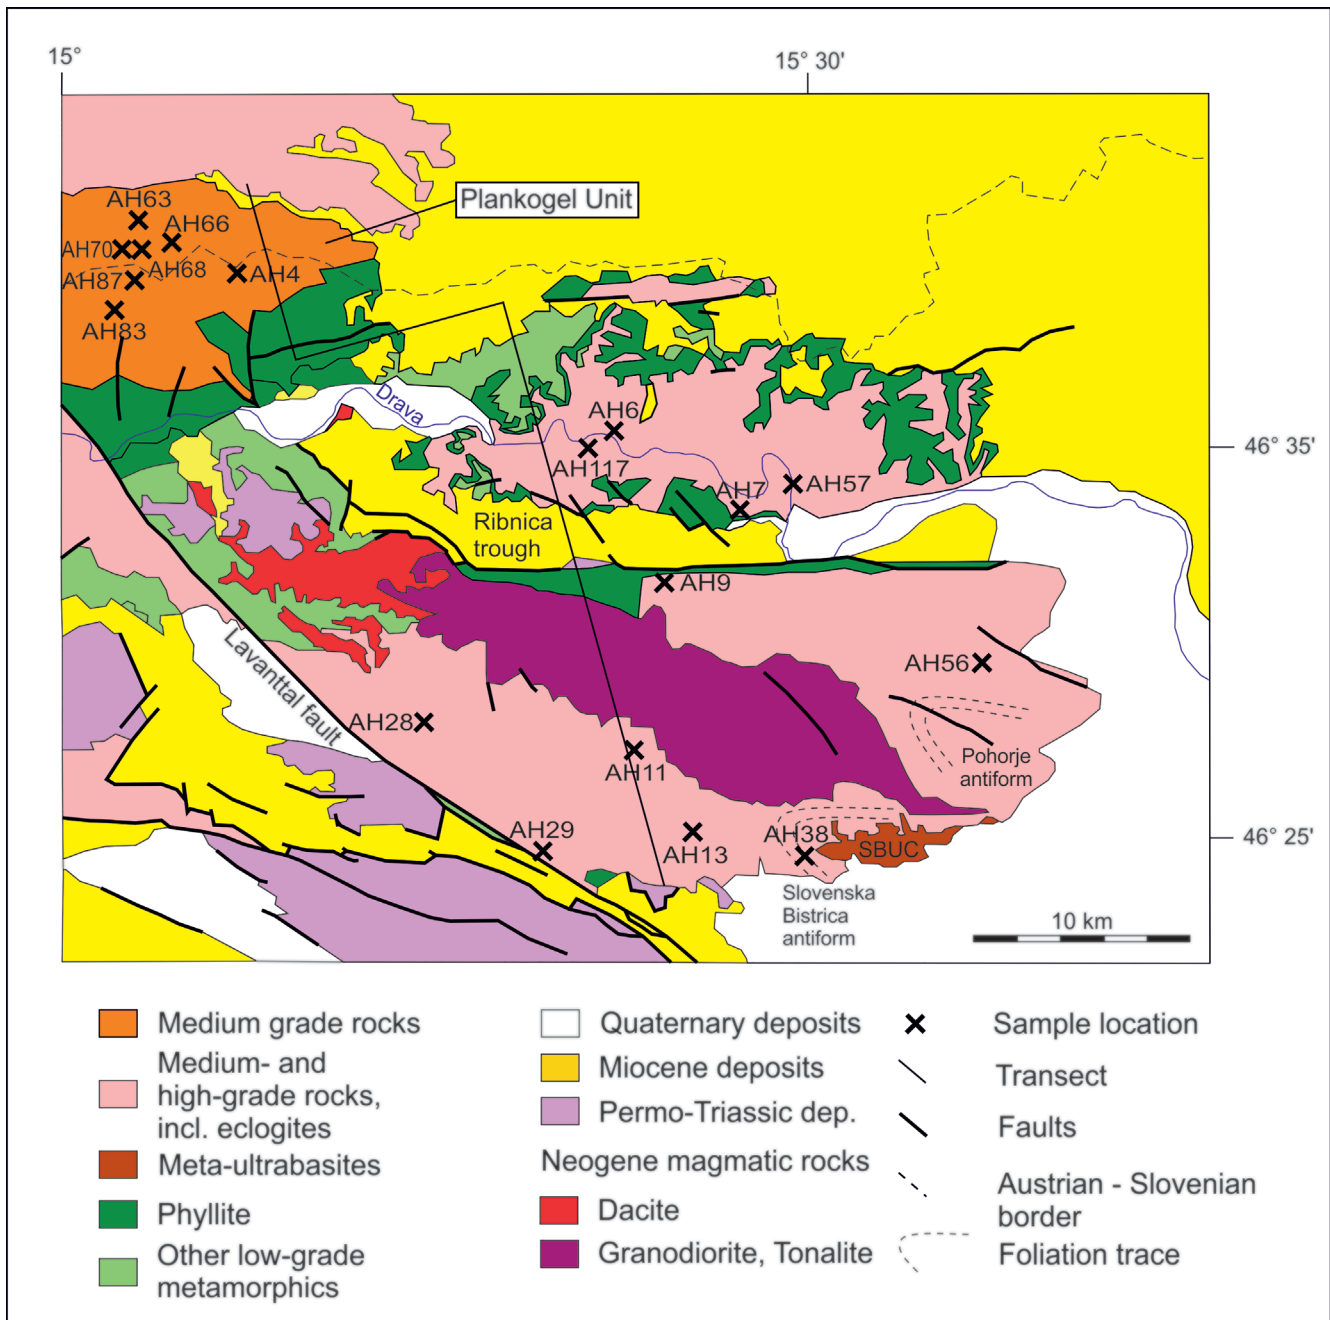 15°
15° 30'
Plankogel Unit
AH63
AH66
AH70
AH68
AH4
AH87
AH83
Drava
AH6
AH117
46° 35'
AH7
AH57
Ribnica
trough
AH9
AH56
Lavanttal fault
AH28
Pohorje
antiform
AH11
AH29
AH13
AH38
SBUC
46° 25'
Slovenska
Bistrica
antiform
10 km
Medium grade rocks
Medium- and
high-grade rocks,
incl. eclogites
Meta-ultrabasites
Phyllite
Other low-grade
metamorphics
Quaternary deposits
Miocene deposits
Permo-Triassic dep.
Neogene magmatic rocks
Dacite
Granodiorite, Tonalite
Sample location
Transect
Faults
Austrian - Slovenian
border
Foliation trace